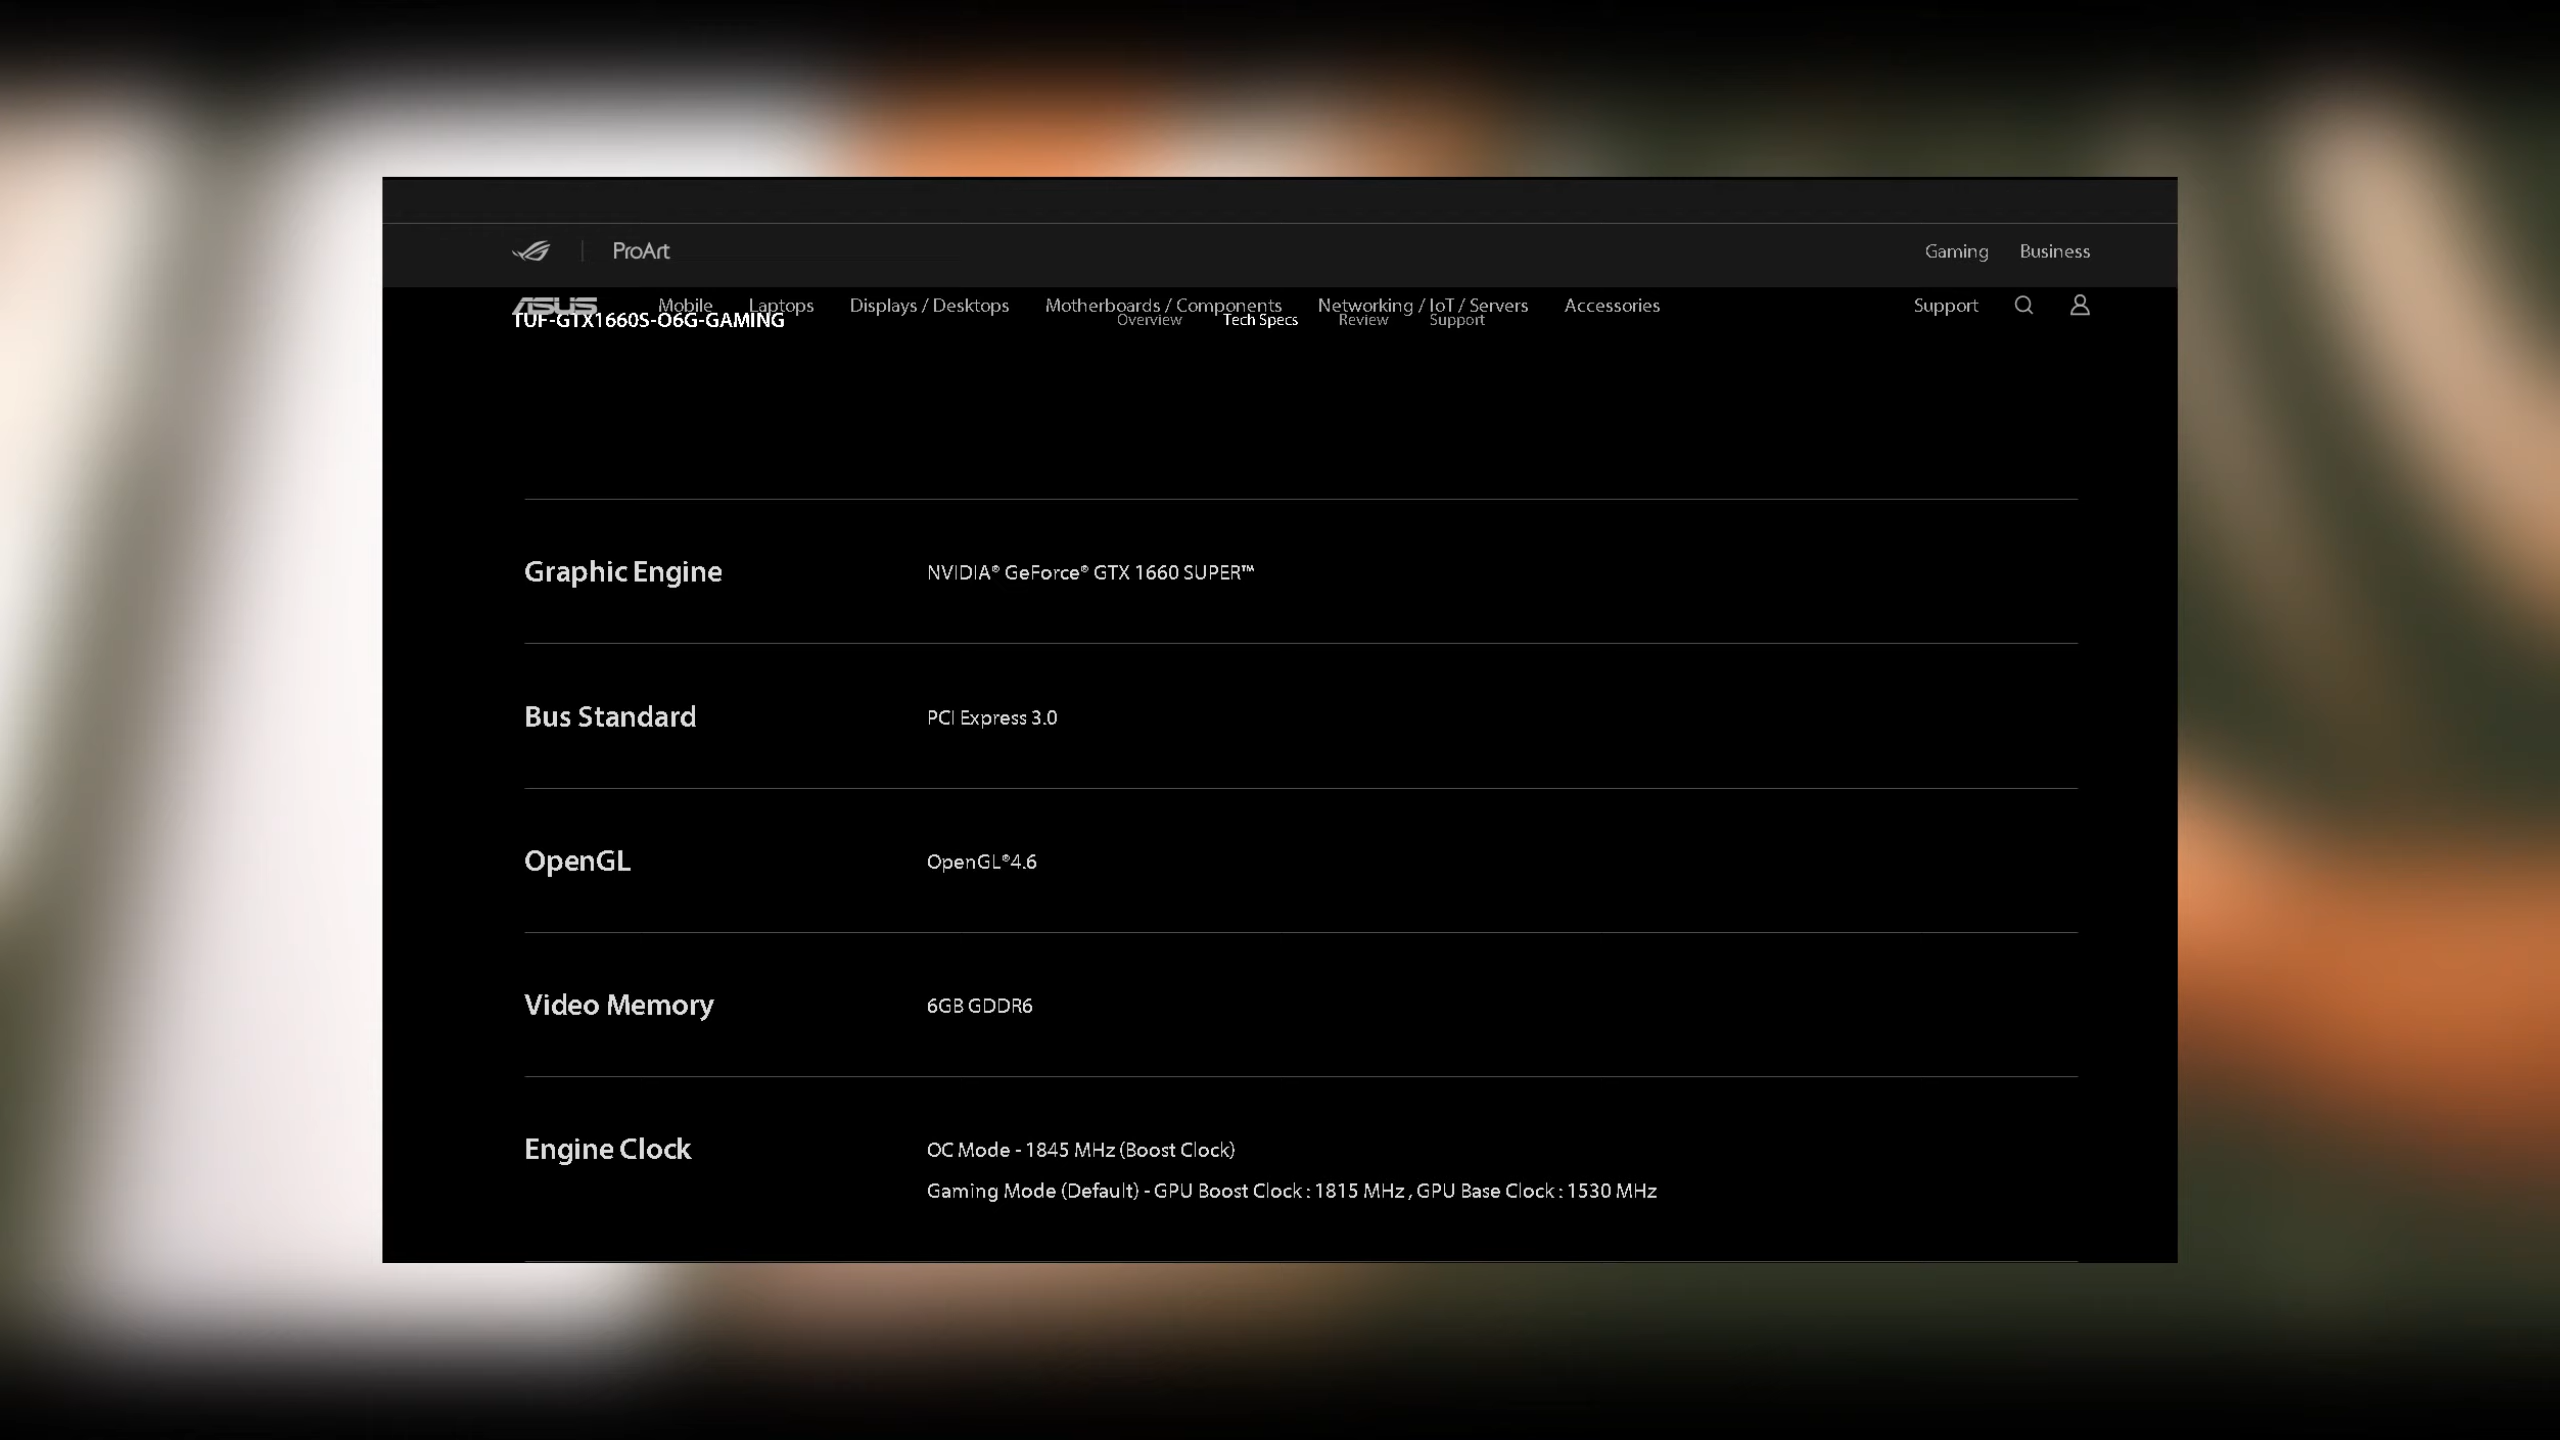 ProArt
Gaming Business
ASUS Mobile Laptops Displays / Desktops Motherboards / Components Networking / IoT / Servers Accessories Support
TUF-GTX1660S-O6G-GAMING Overview Tech Specs Review Support
Graphic Engine NVIDIA® GeForce® GTX 1660 SUPER™
Bus Standard PCI Express 3.0
OpenGL OpenGL®4.6
Video Memory 6GB GDDR6
Engine Clock OC Mode - 1845 MHz (Boost Clock)
Gaming Mode (Default) - GPU Boost Clock : 1815 MHz , GPU Base Clock : 1530 MHz